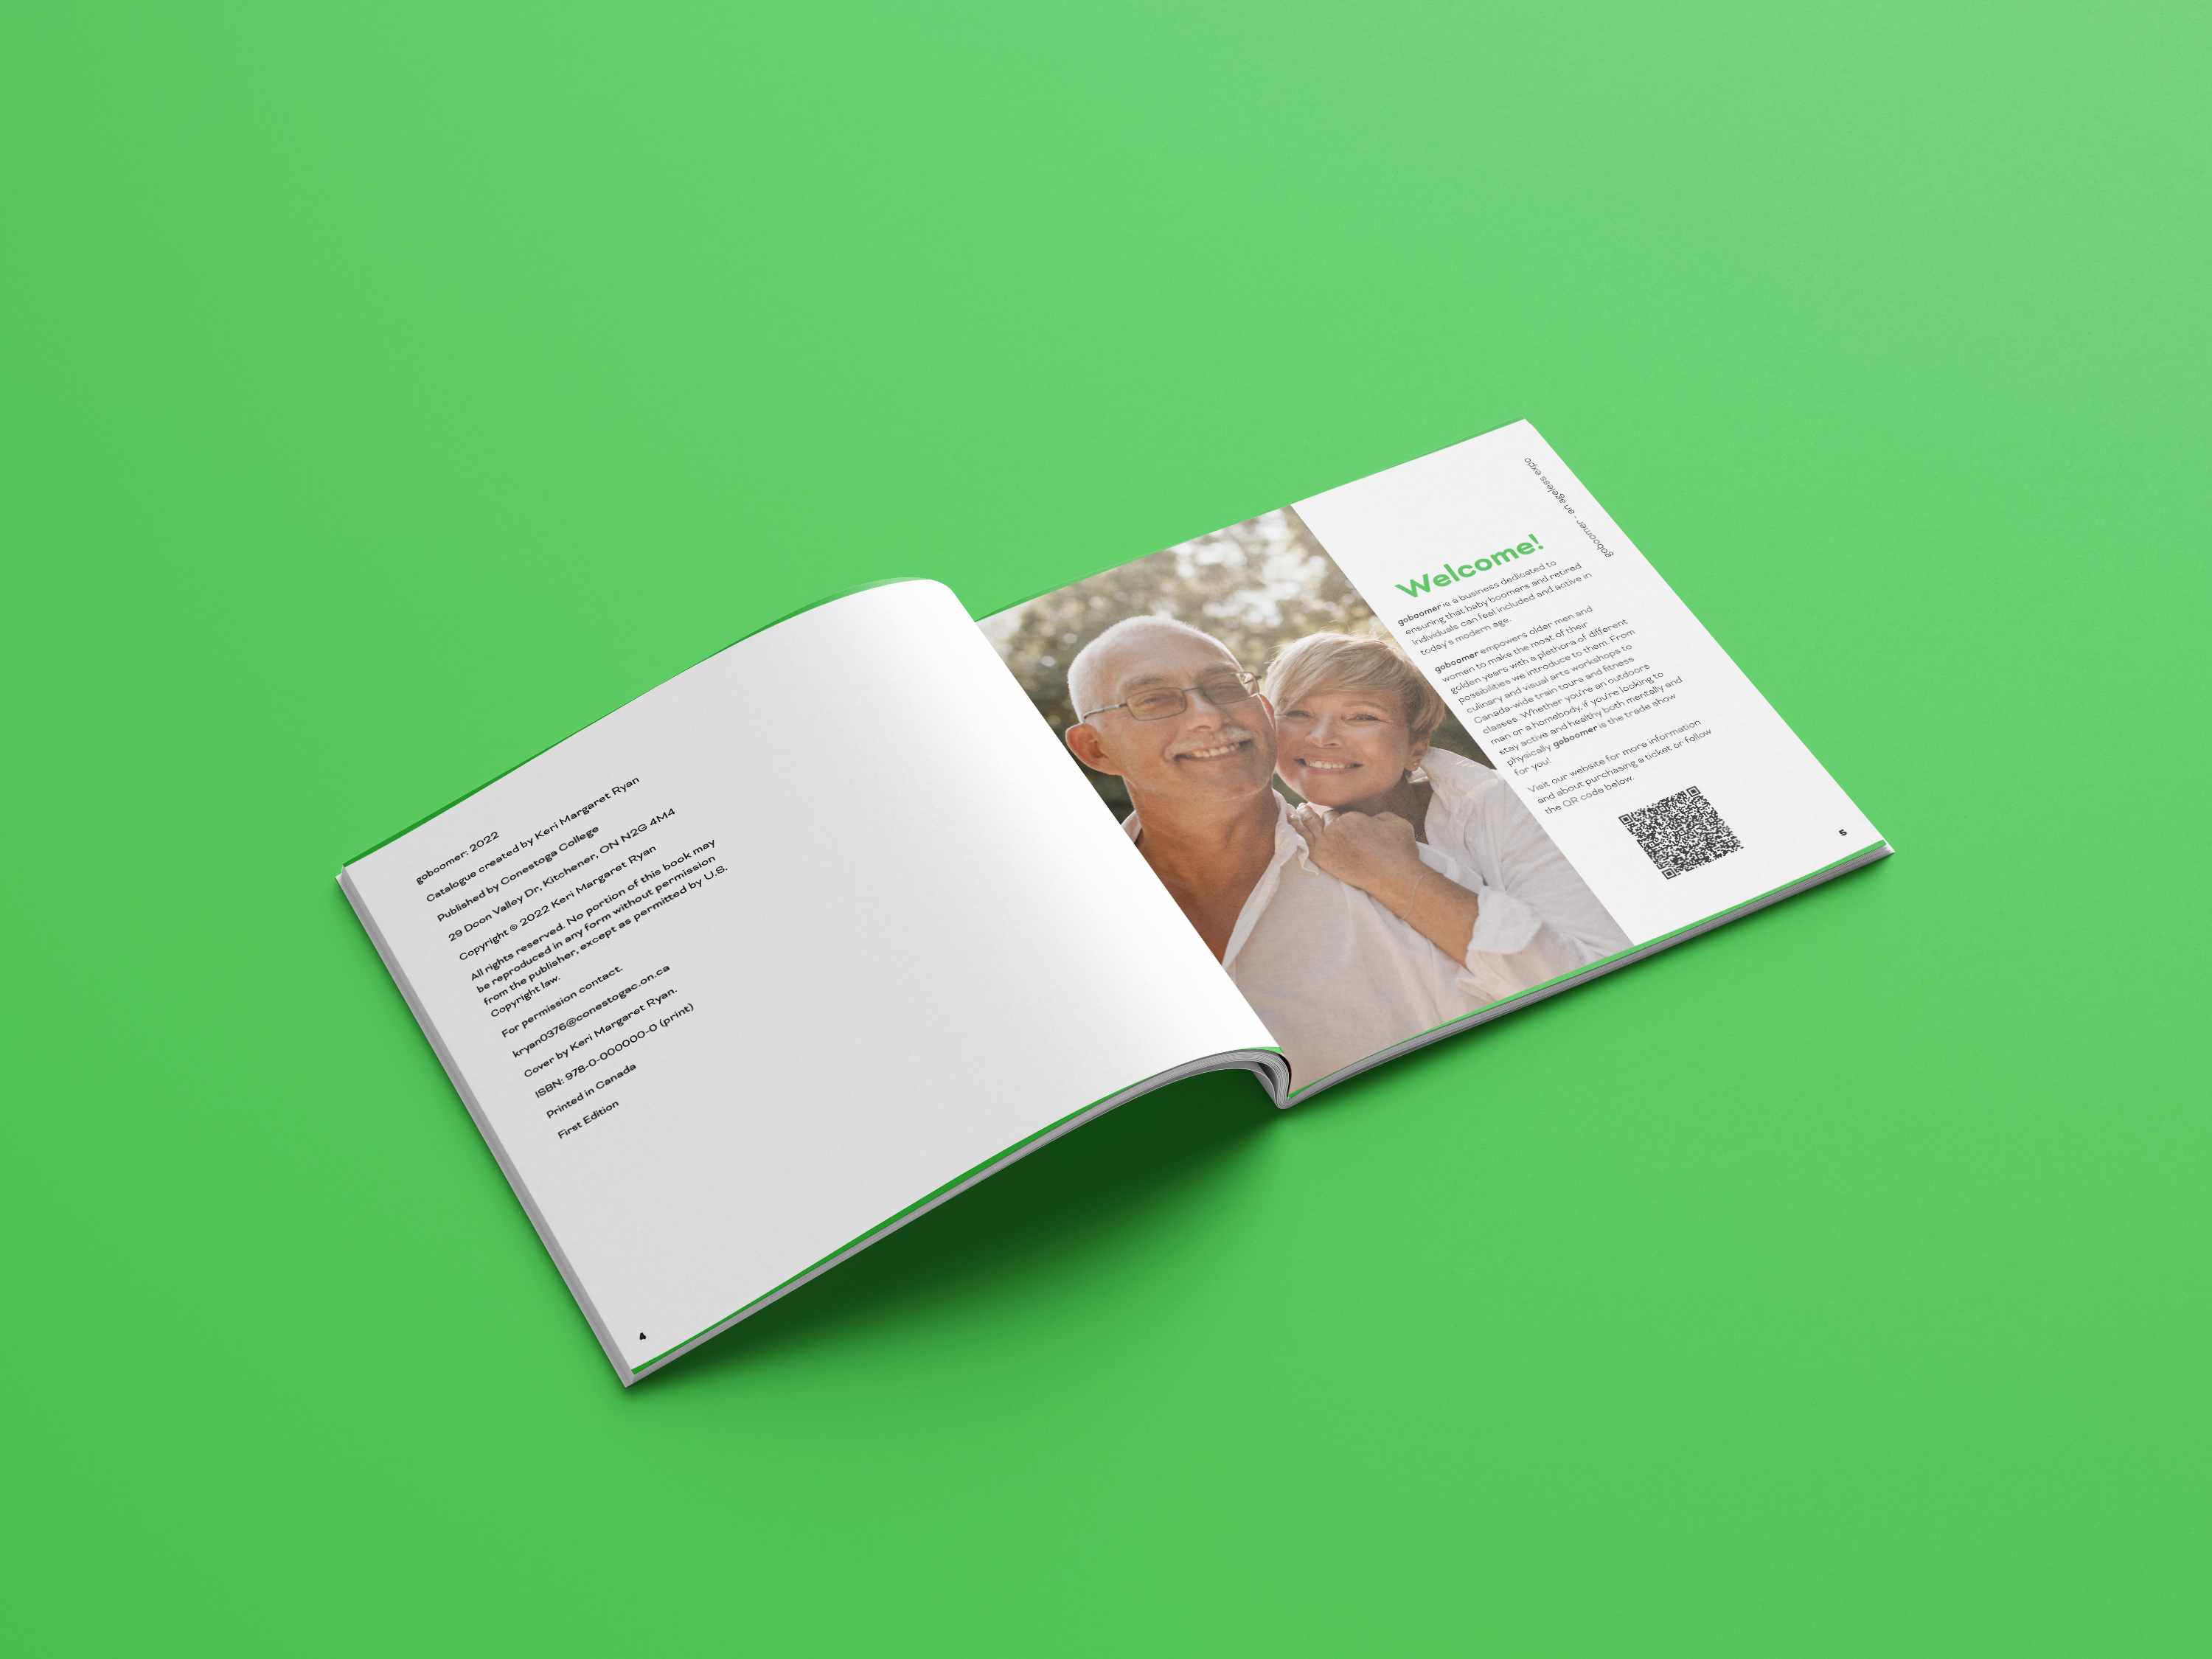 goboomer: 2022
Catalogue created by Keri Margaret Ryan
Published by Conestoga College
29 Doon Valley Dr, Kitchener, ON N2G 4M4
Copyright © 2022 Keri Margaret Ryan
All rights reserved. No portion of this book may
be reproduced in any form without permission
from the publisher, except as permitted by U.S.
Copyright law.
For permission contact.
kryan0376@conestogac.on.ca
Cover by Keri Margaret Ryan.
ISBN: 978-0-000000-0 (print)
Printed in Canada
First Edition
4
goboomer - an ageless expo
Welcome!
goboomer is a business dedicated to
ensuring that baby boomers and retired
individuals can feel included and active in
today's modern age.
goboomer empowers older men and
women to make the most of their
golden years with a plethora of different
possibilities we introduce to them. From
culinary and visual arts workshops to
Canada-wide train tours and fitness
classes. Whether you're an outdoors
man or a homebody, if you're looking to
stay active and healthy both mentally and
physically goboomer is the trade show
for you!
Visit our website for more information
and about purchasing a ticket or follow
the QR code below.
5